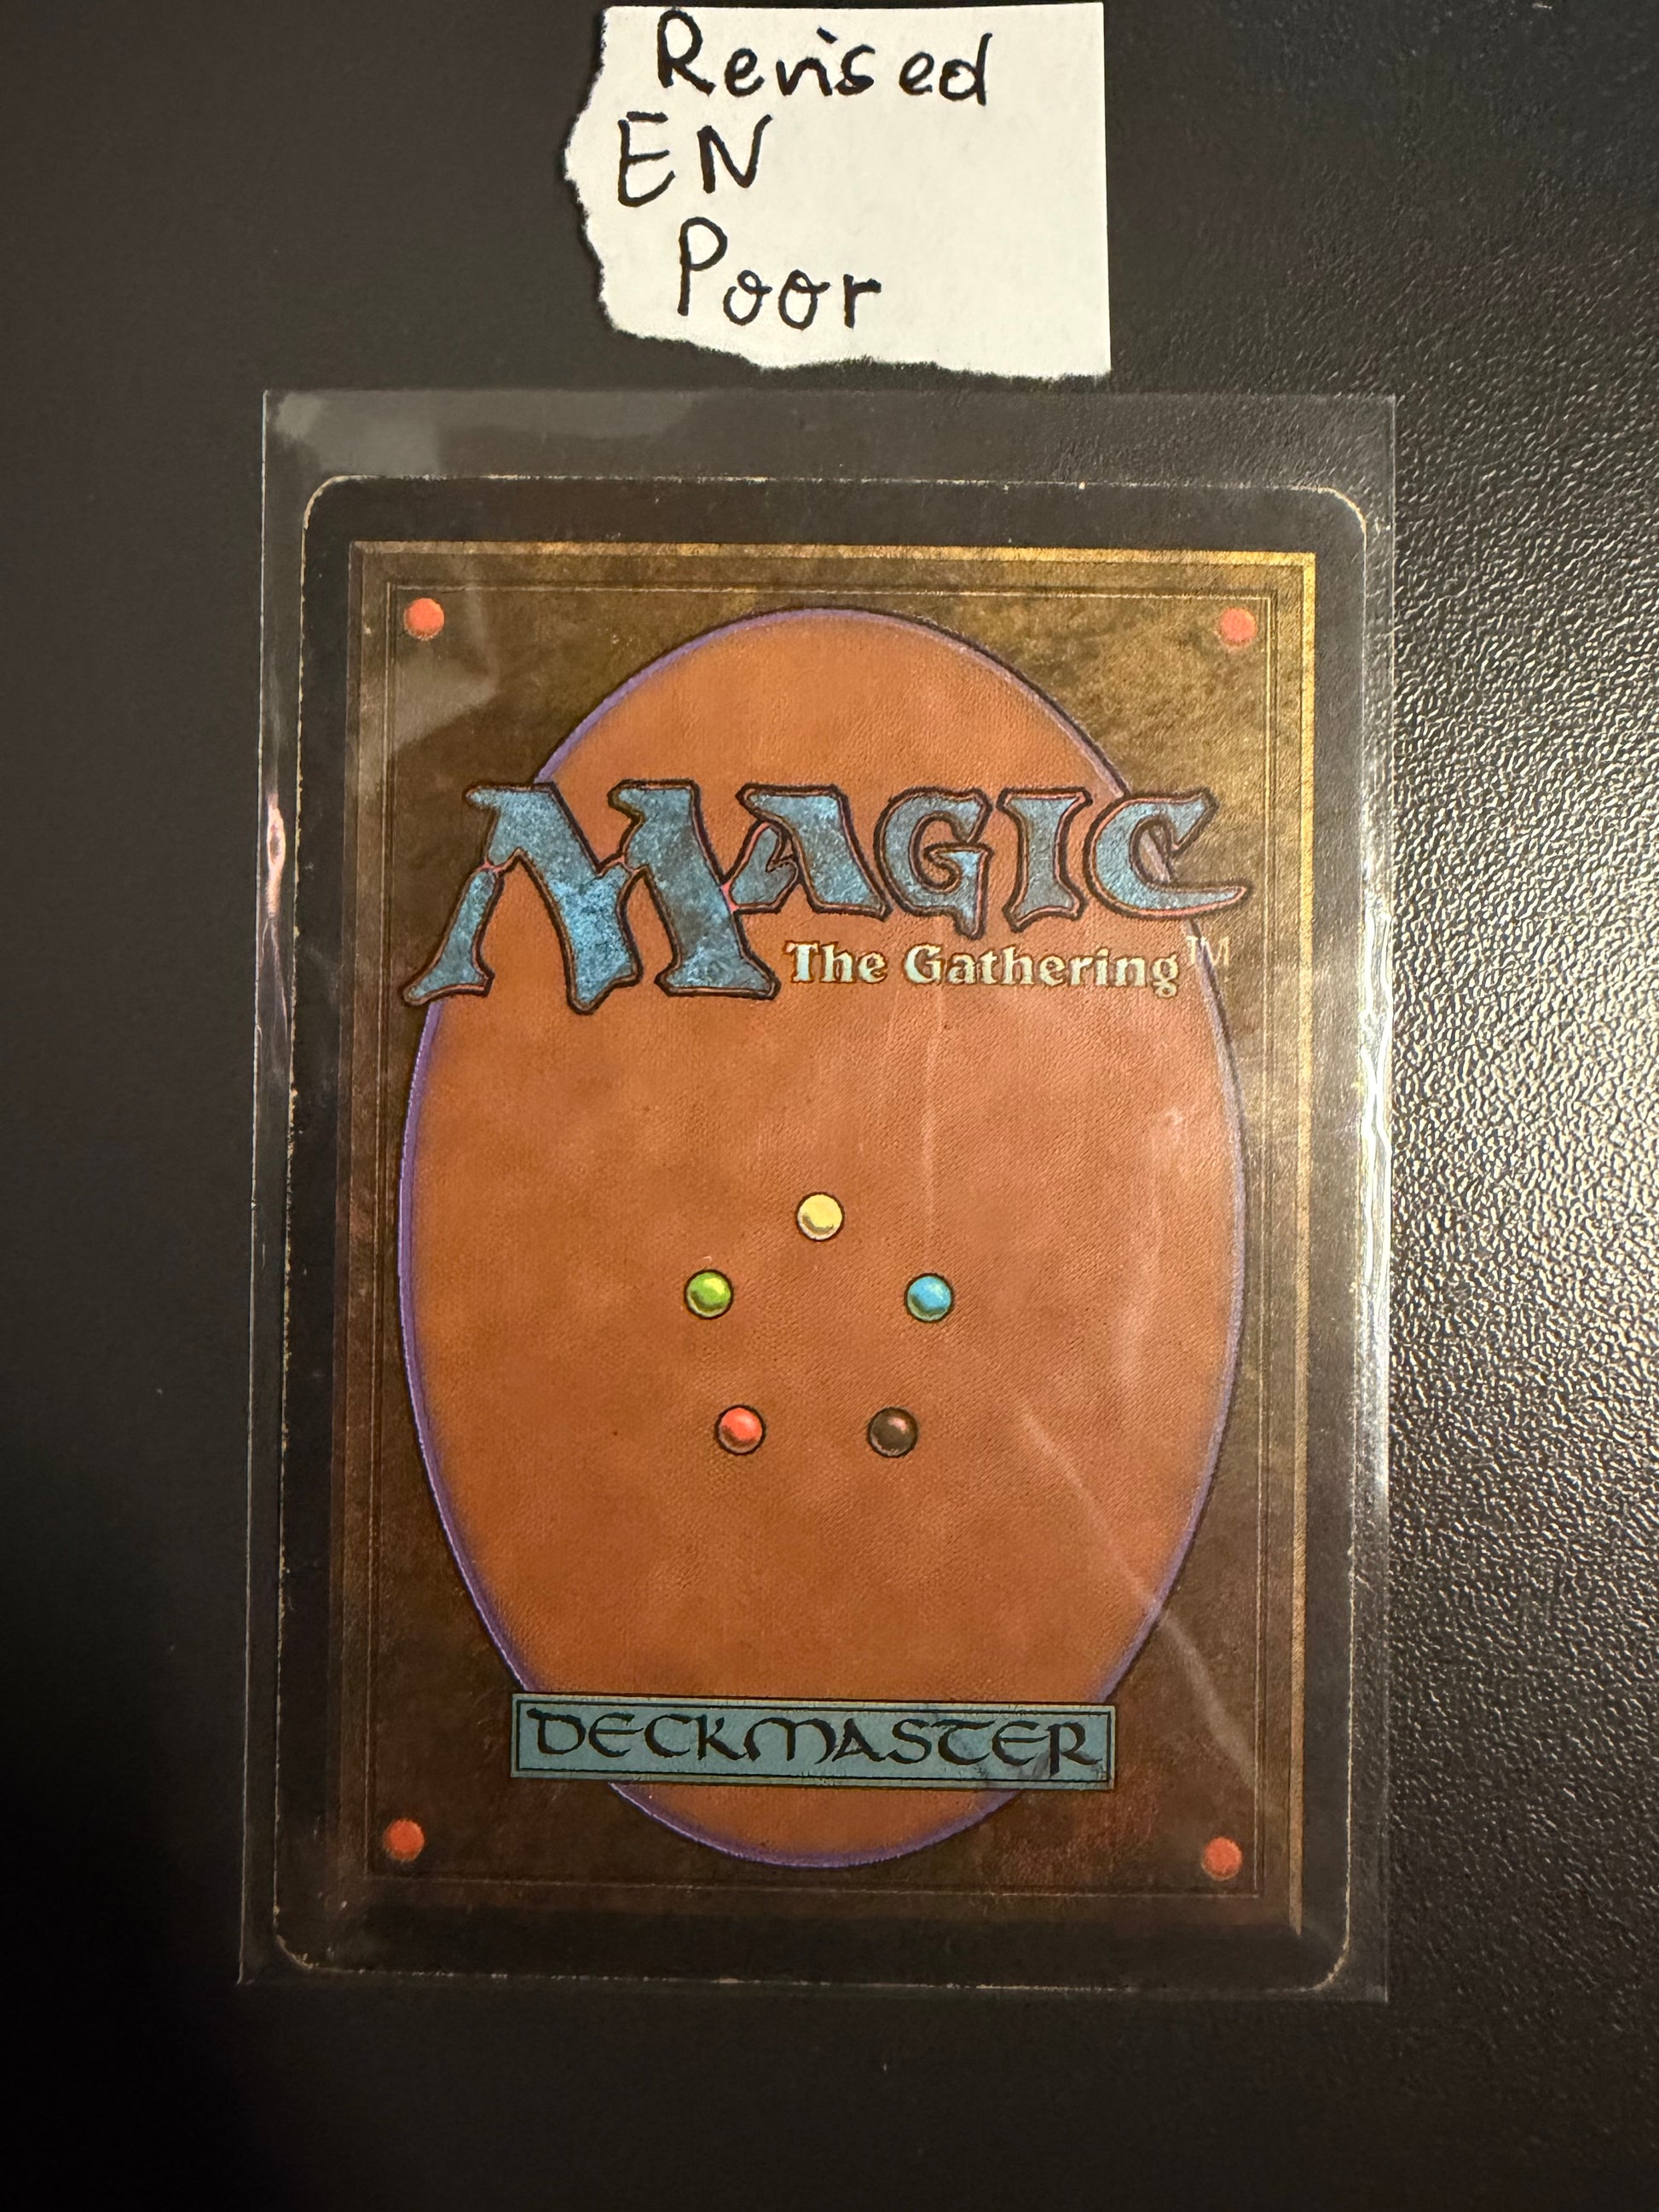 Revised
EN
Poor
MAGIC
The Gathering™
DECKMASTER